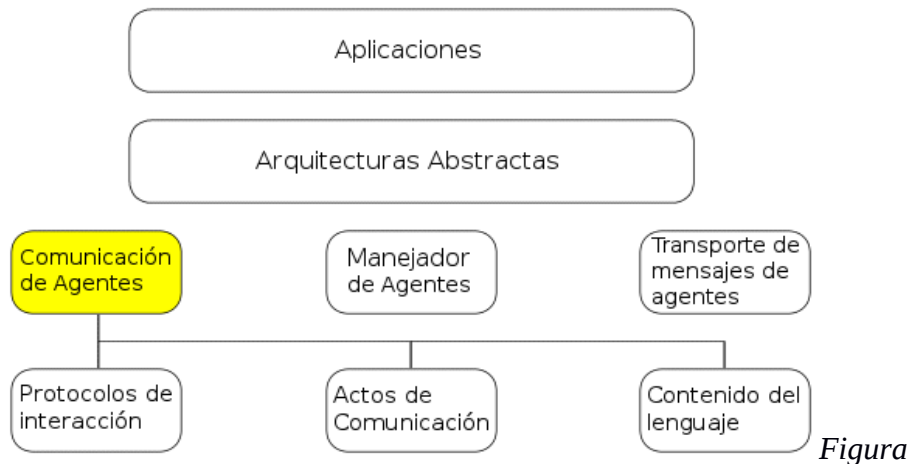 Aplicaciones
Arquitecturas Abstractas
Comunicación
de Agentes
Manejador
de Agentes
Transporte de
mensajes de
agentes
Protocolos de
interacción
Actos de
Comunicación
Contenido del
lenguaje
Figura